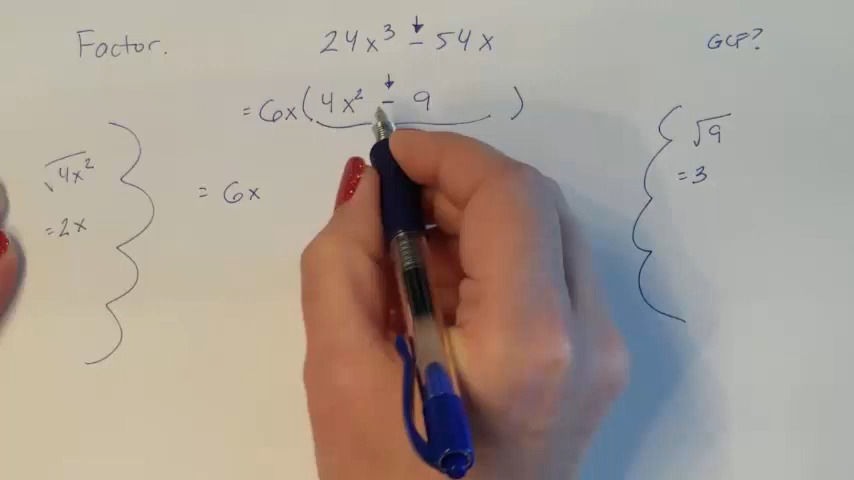 Factor. 24x³ - 54x GCF?
= 6x( 4x² - 9 )
√4x²
= 2x
= 6x
√9
= 3